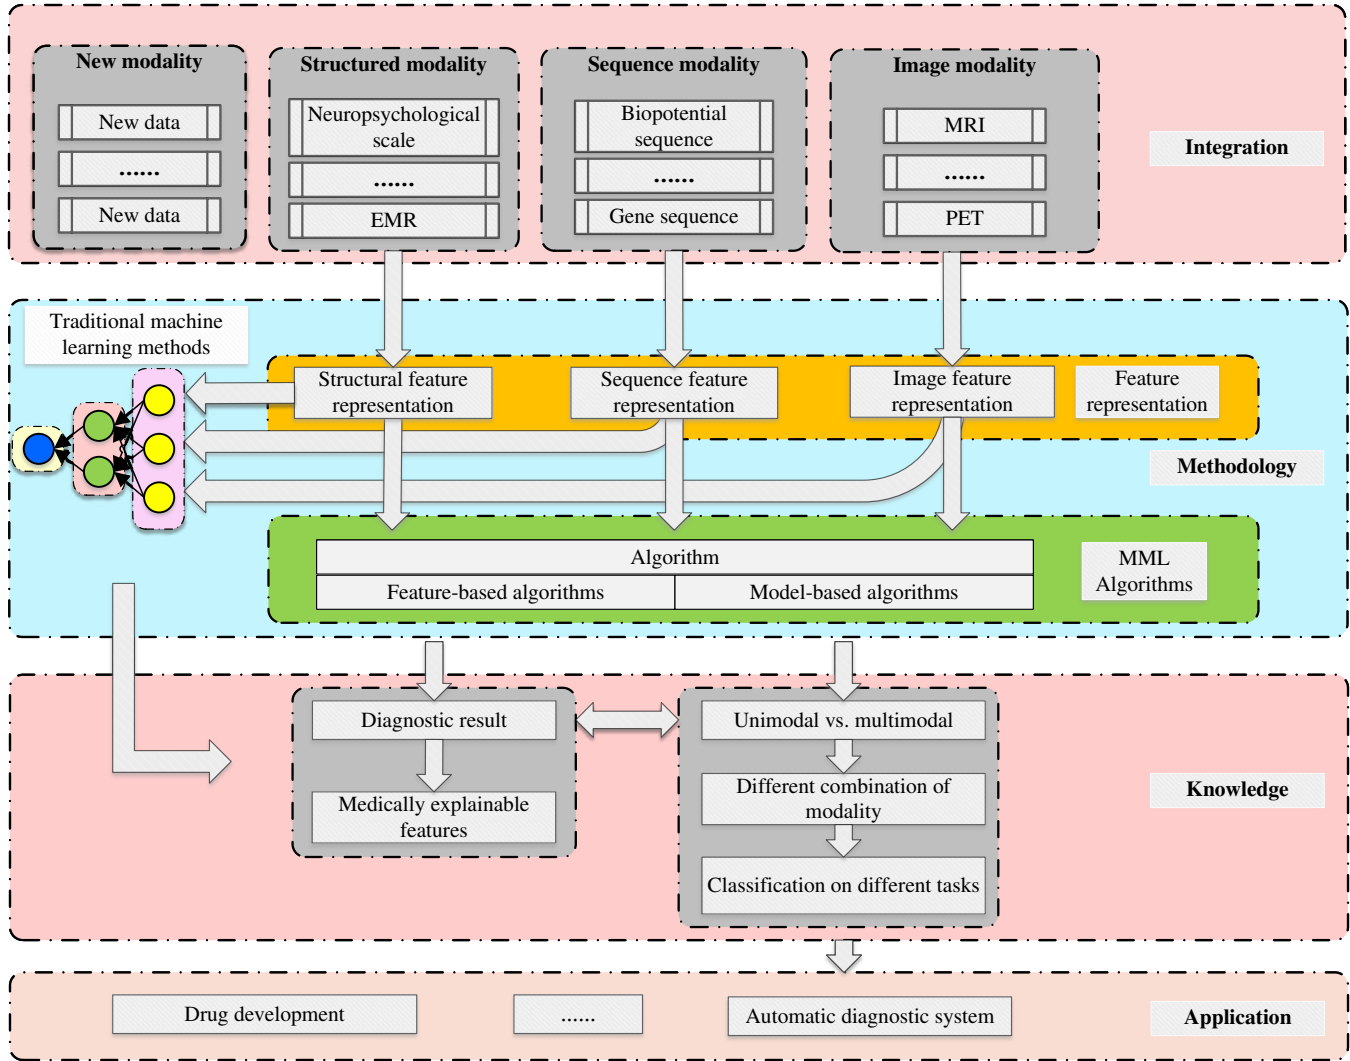 New modality
New data
......
New data
Structured modality
Neuropsychological
scale
......
EMR
Sequence modality
Biopotential
sequence
......
Gene sequence
Image modality
MRI
......
PET
Integration
Traditional machine
learning methods
Structural feature
representation
Sequence feature
representation
Image feature
representation
Feature
representation
Methodology
Algorithm
Feature-based algorithms
Model-based algorithms
MML
Algorithms
Diagnostic result
Medically explainable
features
Unimodal vs. multimodal
Different combination of
modality
Classification on different tasks
Knowledge
Drug development
......
Automatic diagnostic system
Application